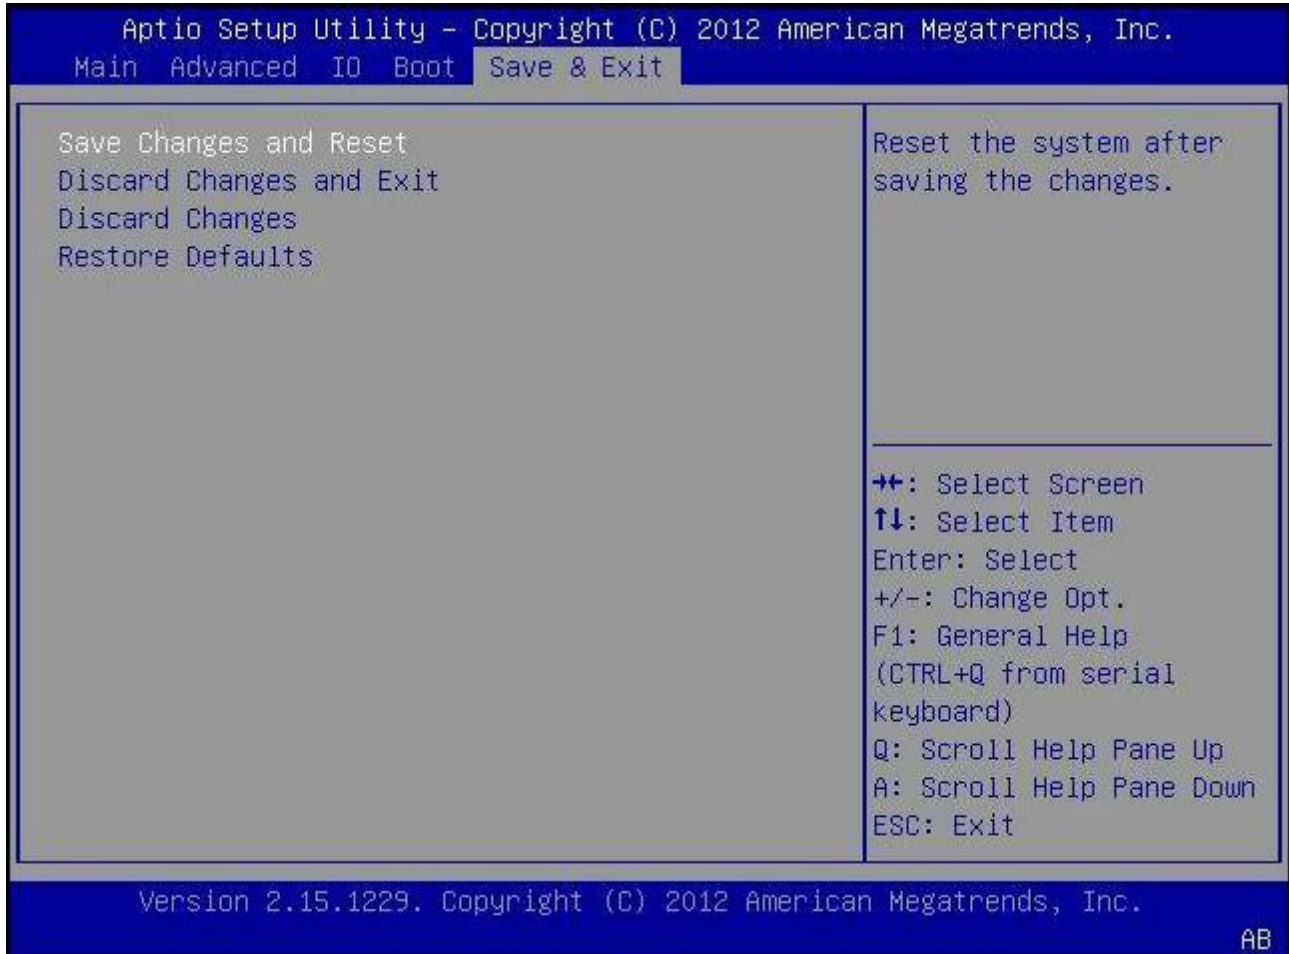 Aptio Setup Utility – Copyright (C) 2012 American Megatrends, Inc.
Main Advanced IO Boot Save & Exit
Save Changes and Reset
Discard Changes and Exit
Discard Changes
Restore Defaults
Reset the system after
saving the changes.
→←: Select Screen
↑↓: Select Item
Enter: Select
+/-: Change Opt.
F1: General Help
(CTRL+Q from serial
keyboard)
Q: Scroll Help Pane Up
A: Scroll Help Pane Down
ESC: Exit
Version 2.15.1229. Copyright (C) 2012 American Megatrends, Inc.
AB